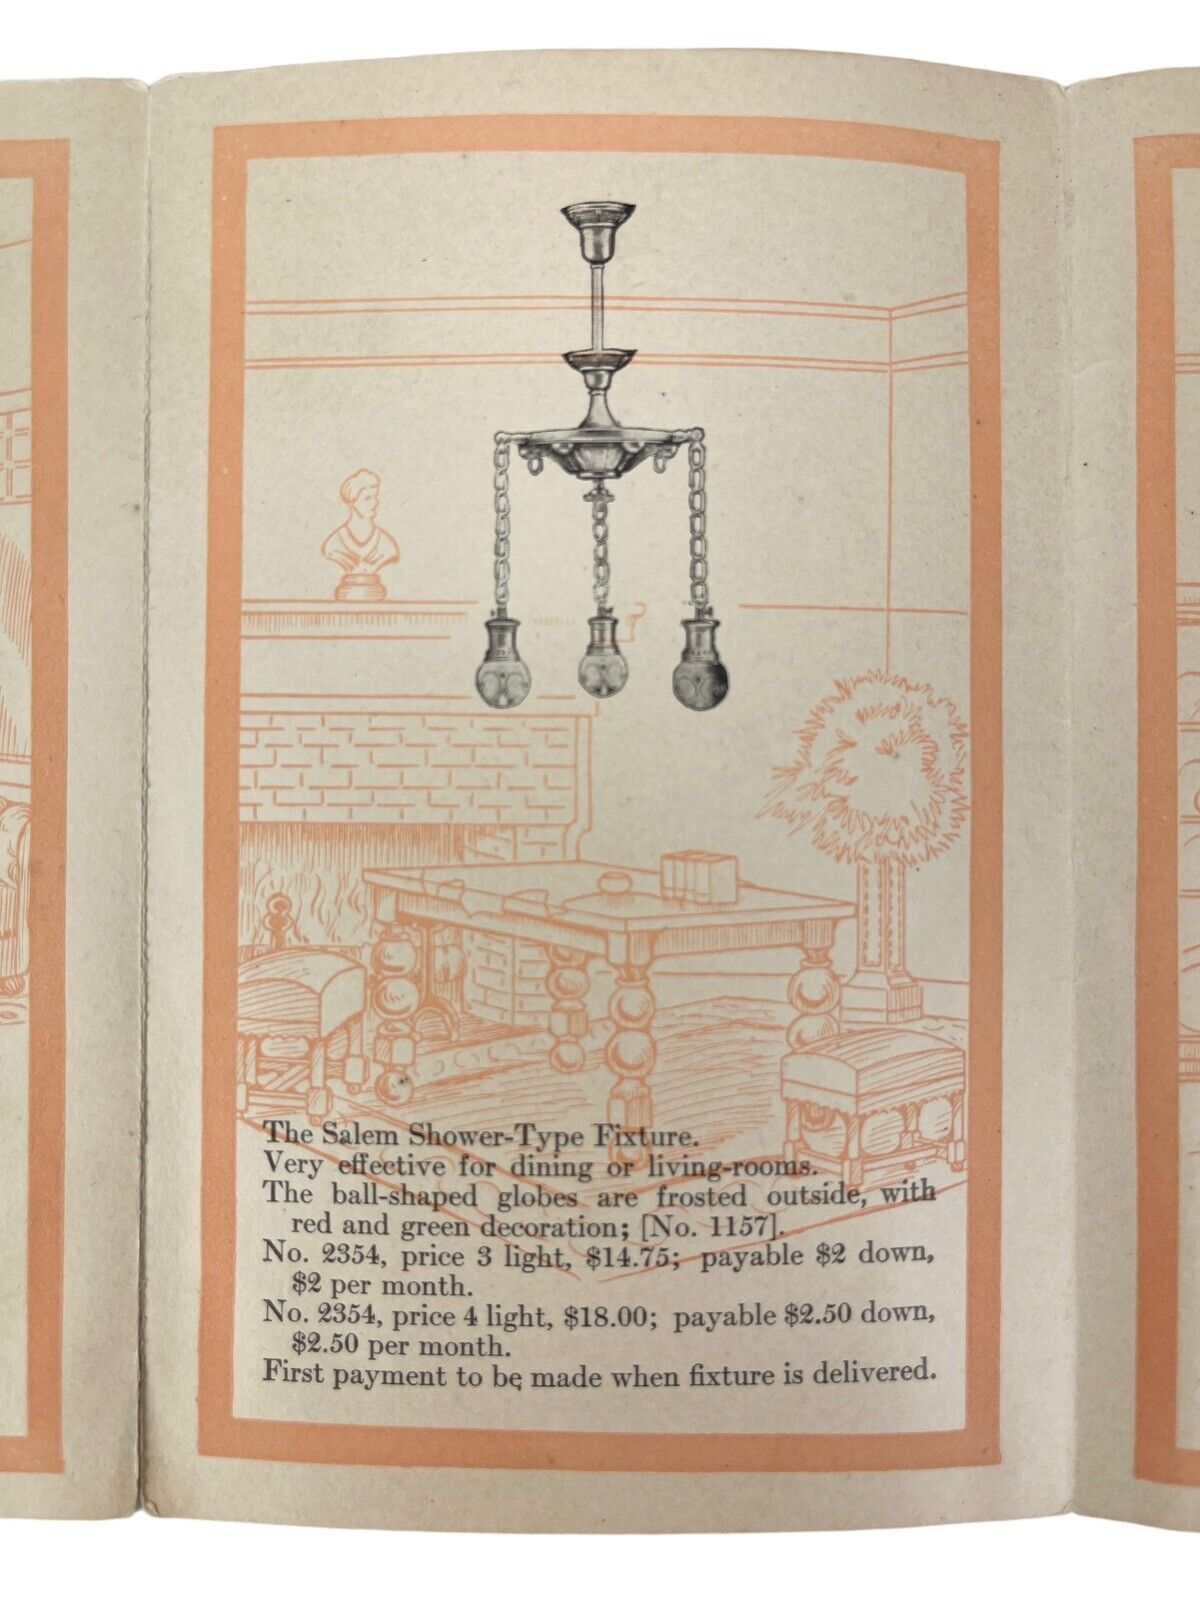 The Salem Shower-Type Fixture.
Very effective for dining or living-rooms.
The ball-shaped globes are frosted outside, with
red and green decoration; [No. 1157].
No. 2354, price 3 light, $14.75; payable $2 down,
$2 per month.
No. 2354, price 4 light, $18.00; payable $2.50 down,
$2.50 per month.
First payment to be made when fixture is delivered.